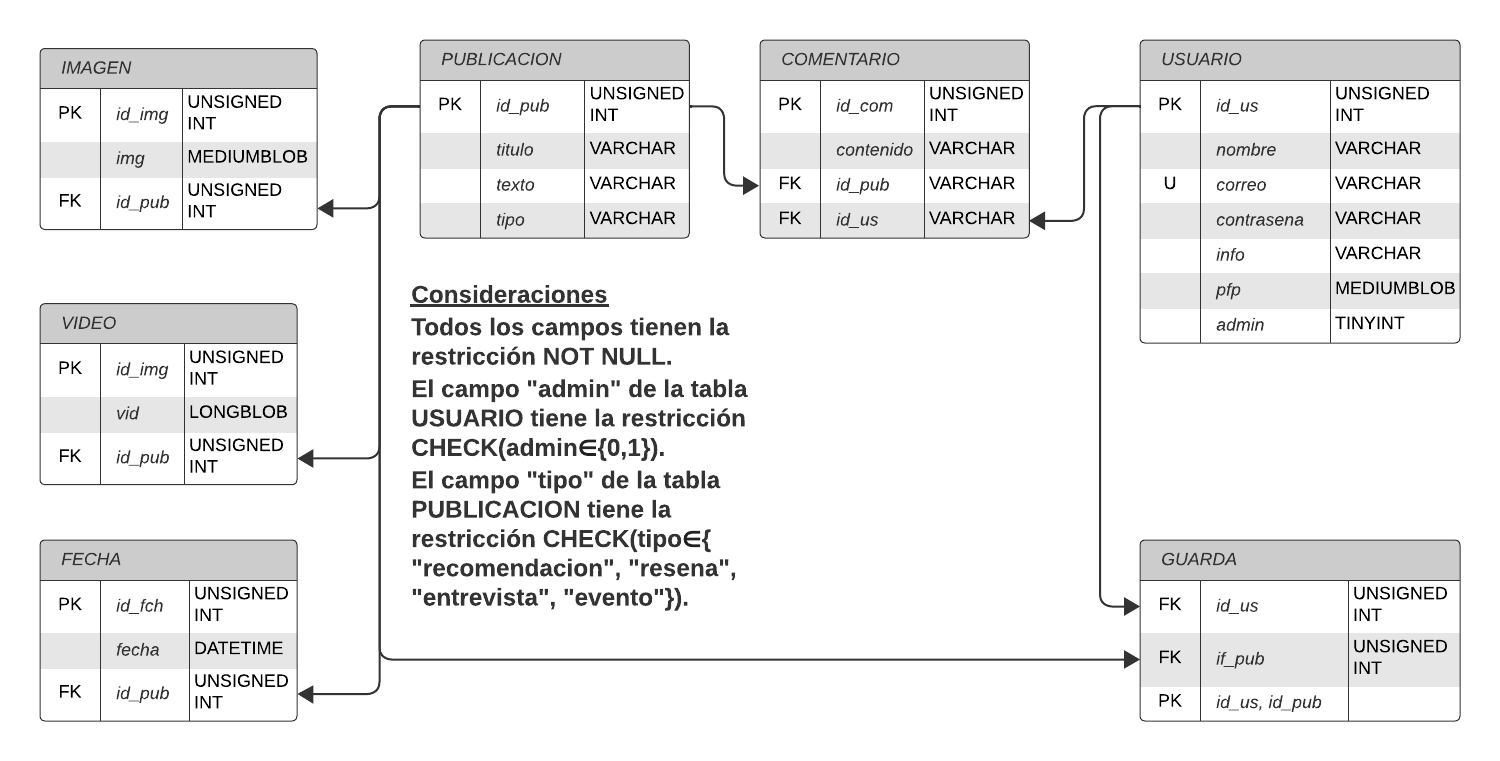 IMAGEN
PK id_img UNSIGNED
INT
img MEDIUMBLOB
FK id_pub UNSIGNED
INT
PUBLICACION
PK id_pub UNSIGNED
INT
titulo VARCHAR
texto VARCHAR
tipo VARCHAR
COMENTARIO
PK id_com UNSIGNED
INT
contenido VARCHAR
FK id_pub VARCHAR
FK id_us VARCHAR
USUARIO
PK id_us UNSIGNED
INT
nombre VARCHAR
U correo VARCHAR
contrasena VARCHAR
info VARCHAR
pfp MEDIUMBLOB
admin TINYINT
VIDEO
PK id_img UNSIGNED
INT
vid LONGBLOB
FK id_pub UNSIGNED
INT
Consideraciones
Todos los campos tienen la
restricción NOT NULL.
El campo "admin" de la tabla
USUARIO tiene la restricción
CHECK(admin∈{0,1}).
El campo "tipo" de la tabla
PUBLICACION tiene la
restricción CHECK(tipo∈{
"recomendacion", "resena",
"entrevista", "evento"}).
FECHA
PK id_fch UNSIGNED
INT
fecha DATETIME
FK id_pub UNSIGNED
INT
GUARDA
FK id_us UNSIGNED
INT
FK if_pub UNSIGNED
INT
PK id_us, id_pub